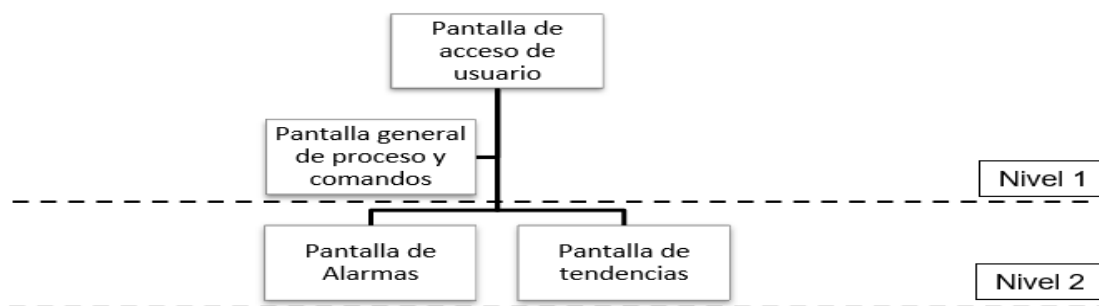 Pantalla de
acceso de
usuario
Pantalla general
de proceso y
comandos
Nivel 1
Pantalla de
Alarmas
Pantalla de
tendencias
Nivel 2